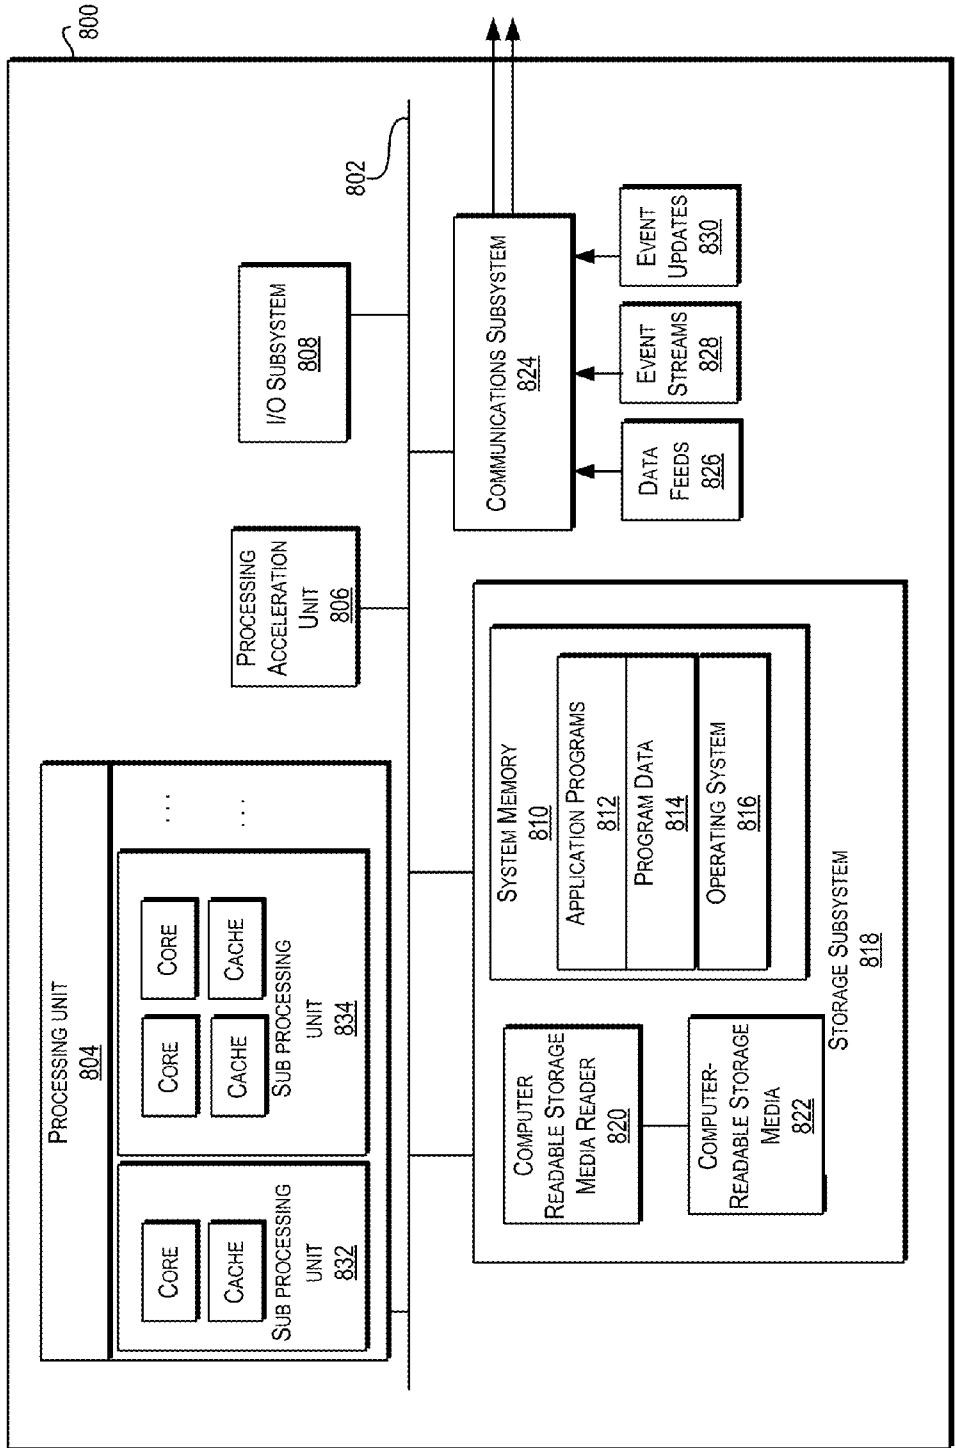 800
PROCESSING UNIT
804
CORE
CACHE
SUB PROCESSING
UNIT
832
CORE
CORE
CACHE
CACHE
SUB PROCESSING
UNIT
834
...
...
PROCESSING
ACCELERATION
UNIT
806
I/O SUBSYSTEM
808
802
COMPUTER
READABLE STORAGE
MEDIA READER
820
COMPUTER-
READABLE STORAGE
MEDIA
822
SYSTEM MEMORY
810
APPLICATION PROGRAMS
812
PROGRAM DATA
814
OPERATING SYSTEM
816
STORAGE SUBSYSTEM
818
COMMUNICATIONS SUBSYSTEM
824
DATA
FEEDS
826
EVENT
STREAMS
828
EVENT
UPDATES
830